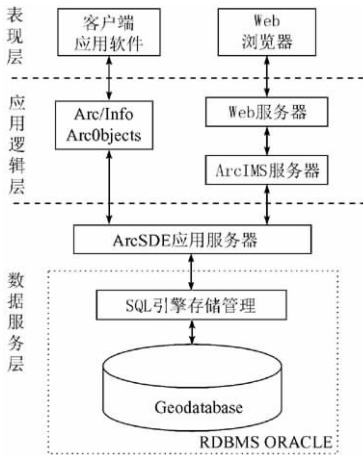 表现层
客户端
应用软件
Web
浏览器
应用逻辑层
Arc/Info
ArcObjects
Web服务器
ArcIMS服务器
ArcSDE应用服务器
数据服务层
SQL引擎存储管理
Geodatabase
RDBMS ORACLE